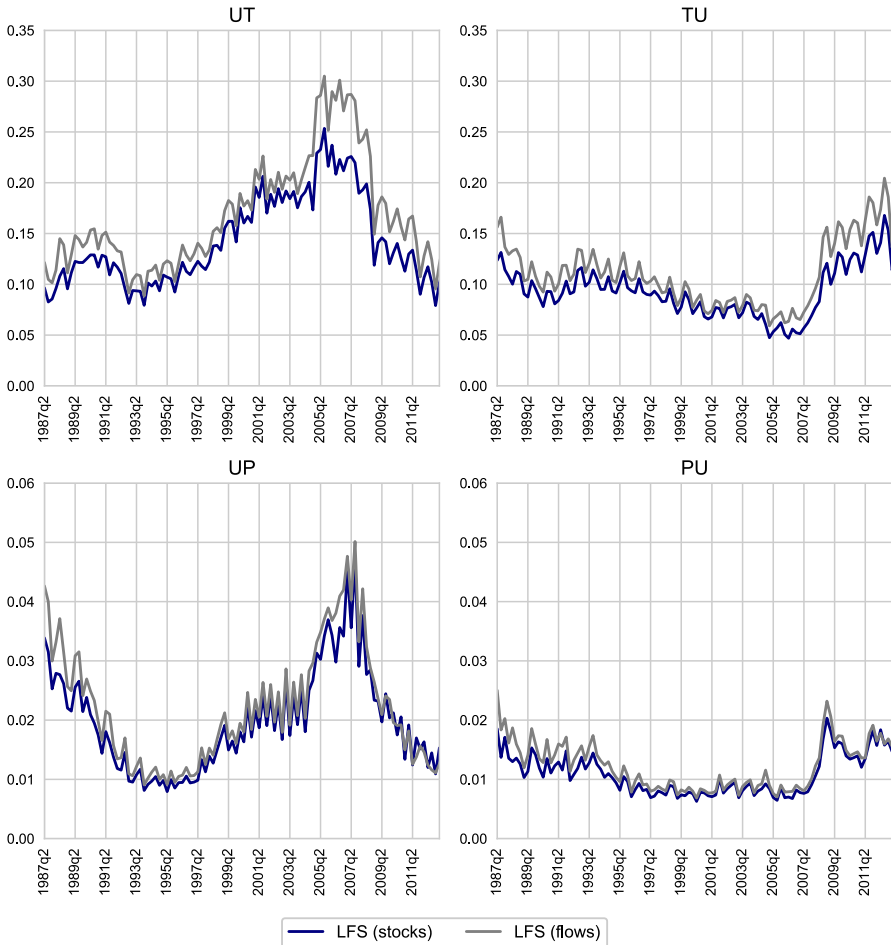 UT
0.35
0.30
0.25
0.20
0.15
0.10
0.05
0.00
1987q2
1989q2
1991q2
1993q2
1995q2
1997q2
1999q2
2001q2
2003q2
2005q2
2007q2
2009q2
2011q2
TU
0.35
0.30
0.25
0.20
0.15
0.10
0.05
0.00
1987q2
1989q2
1991q2
1993q2
1995q2
1997q2
1999q2
2001q2
2003q2
2005q2
2007q2
2009q2
2011q2
UP
0.06
0.05
0.04
0.03
0.02
0.01
0.00
1987q2
1989q2
1991q2
1993q2
1995q2
1997q2
1999q2
2001q2
2003q2
2005q2
2007q2
2009q2
2011q2
PU
0.06
0.05
0.04
0.03
0.02
0.01
0.00
1987q2
1989q2
1991q2
1993q2
1995q2
1997q2
1999q2
2001q2
2003q2
2005q2
2007q2
2009q2
2011q2
LFS (stocks) LFS (flows)